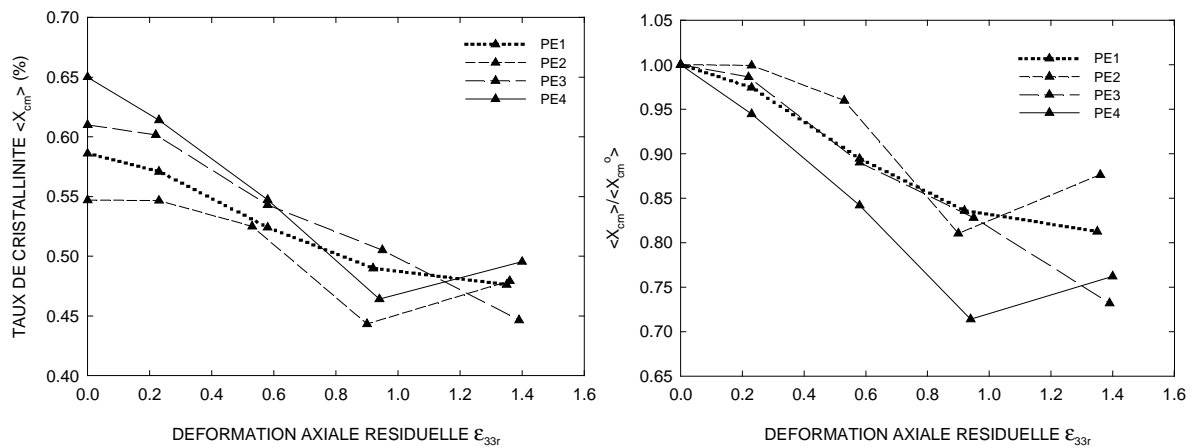 TAUX DE CRISTALLINITE <X_cm> (%)
0.70
0.65
0.60
0.55
0.50
0.45
0.40
PE1
PE2
PE3
PE4
0.0 0.2 0.4 0.6 0.8 1.0 1.2 1.4 1.6
DEFORMATION AXIALE RESIDUELLE ε_33r
<X_cm>/<X_cm°>
1.05
1.00
0.95
0.90
0.85
0.80
0.75
0.70
0.65
PE1
PE2
PE3
PE4
0.0 0.2 0.4 0.6 0.8 1.0 1.2 1.4 1.6
DEFORMATION AXIALE RESIDUELLE ε_33r